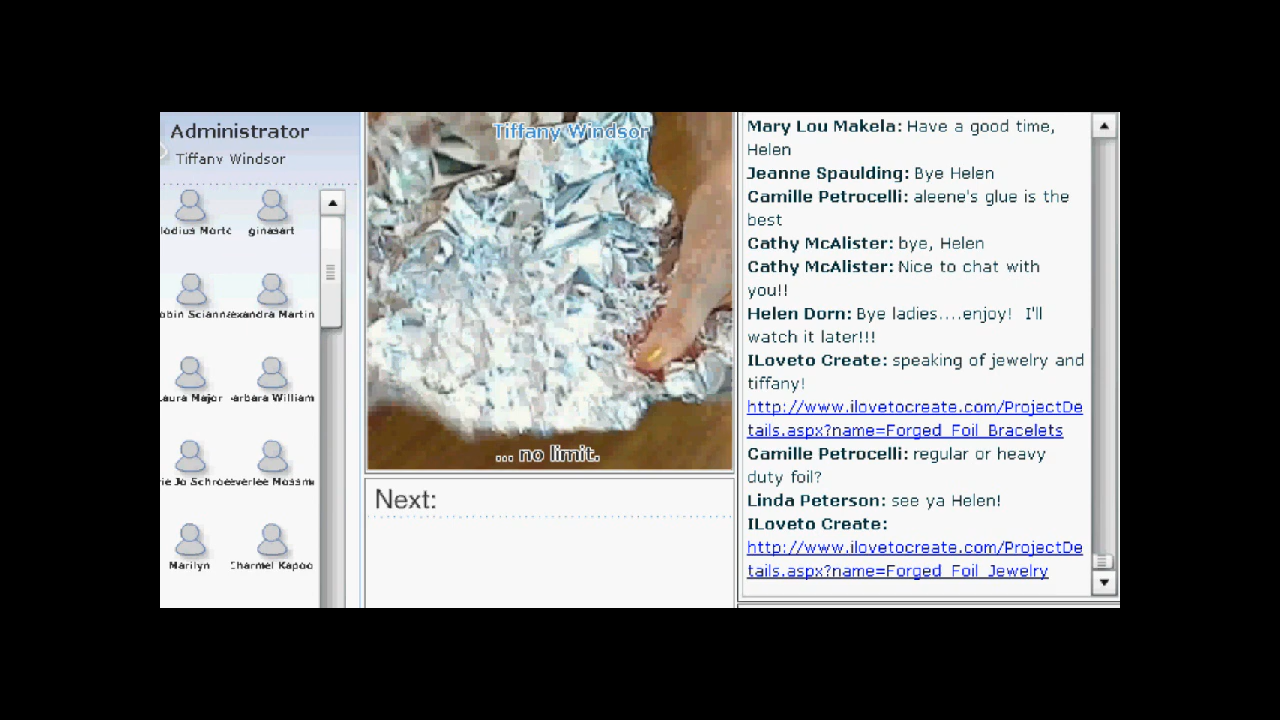 Administrator
Tiffany Windsor
ginasart
Marilyn
Tiffany Windsor
... no limit.
Next:
Mary Lou Makela: Have a good time,
Helen
Jeanne Spaulding: Bye Helen
Camille Petrocelli: aleene's glue is the
best
Cathy McAlister: bye, Helen
Cathy McAlister: Nice to chat with
you!!
Helen Dorn: Bye ladies....enjoy! I'll
watch it later!!!
ILoveto Create: speaking of jewelry and
tiffany!
http://www.ilovetocreate.com/ProjectDe
tails.aspx?name=Forged_Foil_Bracelets
Camille Petrocelli: regular or heavy
duty foil?
Linda Peterson: see ya Helen!
ILoveto Create:
http://www.ilovetocreate.com/ProjectDe
tails.aspx?name=Forged_Foil_Jewelry